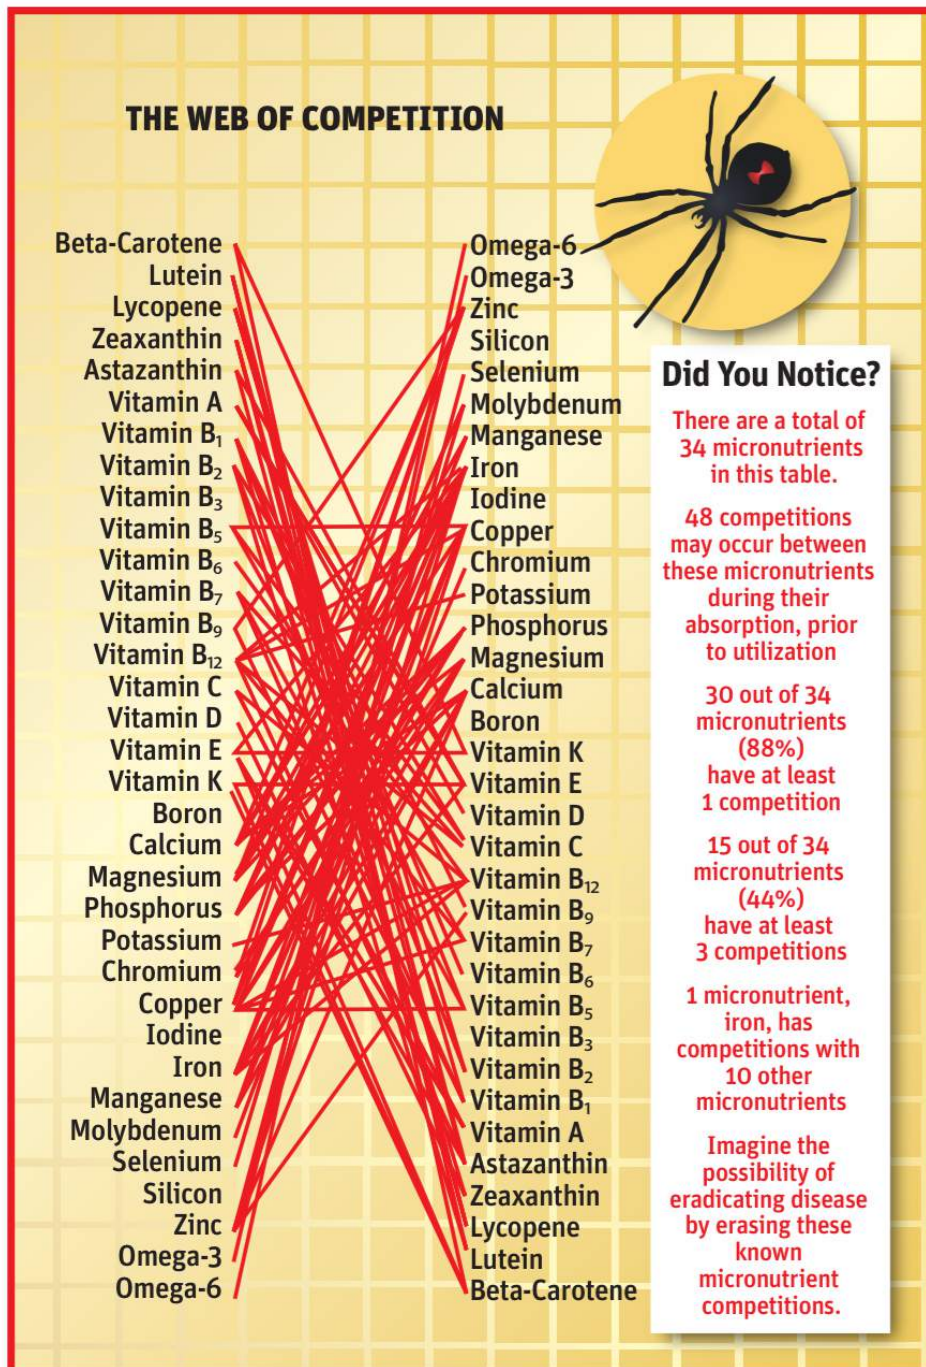 THE WEB OF COMPETITION
Beta-Carotene
Lutein
Lycopene
Zeaxanthin
Astazanthin
Vitamin A
Vitamin B₁
Vitamin B₂
Vitamin B₃
Vitamin B₅
Vitamin B₆
Vitamin B₇
Vitamin B₉
Vitamin B₁₂
Vitamin C
Vitamin D
Vitamin E
Vitamin K
Boron
Calcium
Magnesium
Phosphorus
Potassium
Chromium
Copper
Iodine
Iron
Manganese
Molybdenum
Selenium
Silicon
Zinc
Omega-3
Omega-6
Omega-6
Omega-3
Zinc
Silicon
Selenium
Molybdenum
Manganese
Iron
Iodine
Copper
Chromium
Potassium
Phosphorus
Magnesium
Calcium
Boron
Vitamin K
Vitamin E
Vitamin D
Vitamin C
Vitamin B₁₂
Vitamin B₉
Vitamin B₇
Vitamin B₆
Vitamin B₅
Vitamin B₃
Vitamin B₂
Vitamin B₁
Vitamin A
Astazanthin
Zeaxanthin
Lycopene
Lutein
Beta-Carotene
Did You Notice?
There are a total of
34 micronutrients
in this table.
48 competitions
may occur between
these micronutrients
during their
absorption, prior
to utilization
30 out of 34
micronutrients
(88%)
have at least
1 competition
15 out of 34
micronutrients
(44%)
have at least
3 competitions
1 micronutrient,
iron, has
competitions with
10 other
micronutrients
Imagine the
possibility of
eradicating disease
by erasing these
known
micronutrient
competitions.